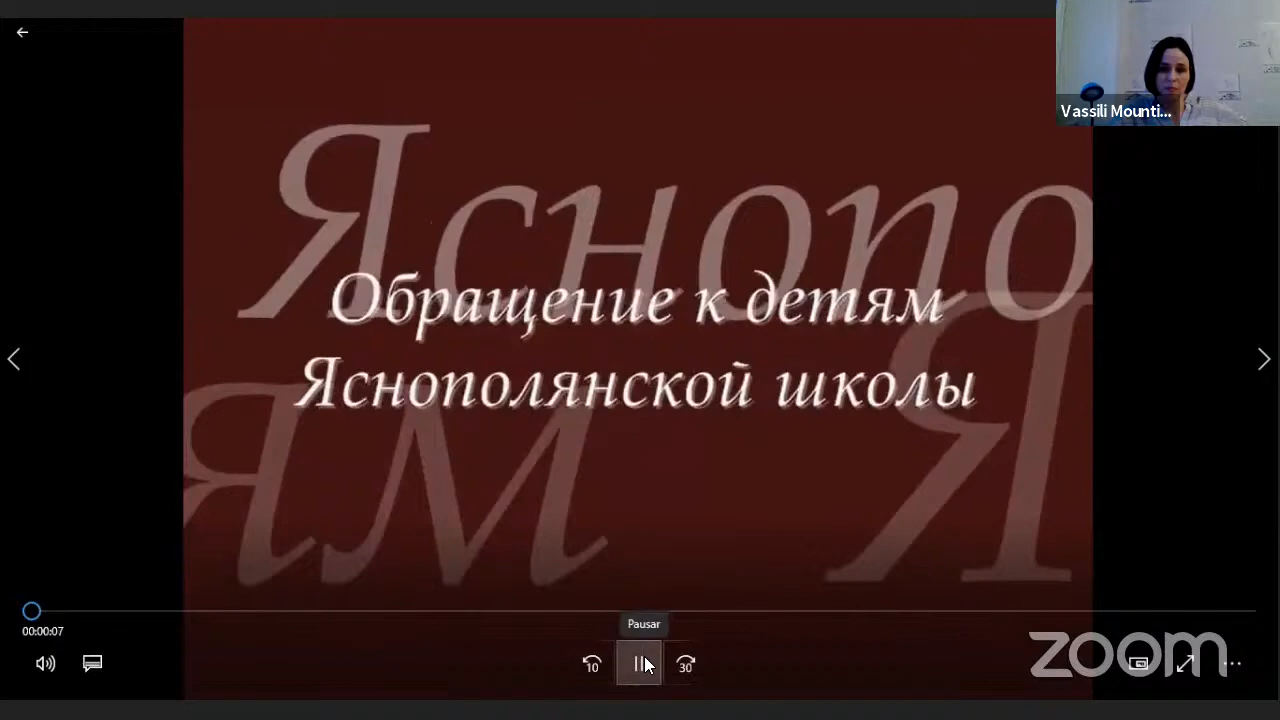 Vassili Mounti...
Яснопо
Обращение к детям
Яснополянской школы
ям Я
00:00:07
Pausar
10
30
zoom